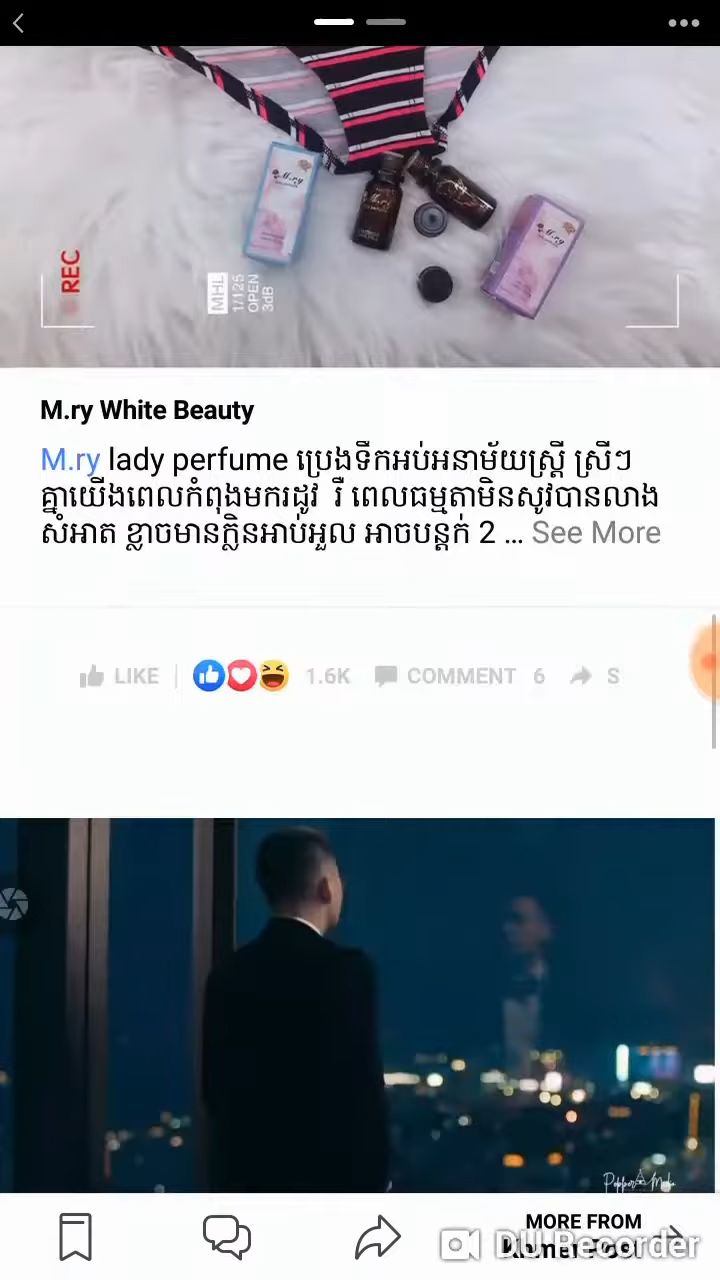 REC
MHL
1/125
OPEN
3dB
M.ry
M.ry
M.ry White Beauty
M.ry lady perfume ប្រេងទឹកអប់អនាម័យស្ត្រី ស្រីៗ
គ្នាយើងពេលកំពុងមករដូវ រឺ ពេលធម្មតាមិនសូវបានលាង
សំអាត ខ្លាចមានក្លិនអាប់អួល អាចបន្តក់ 2 ... See More
LIKE
1.6K
COMMENT 6
S
MORE FROM
Khmer Post
DU Recorder